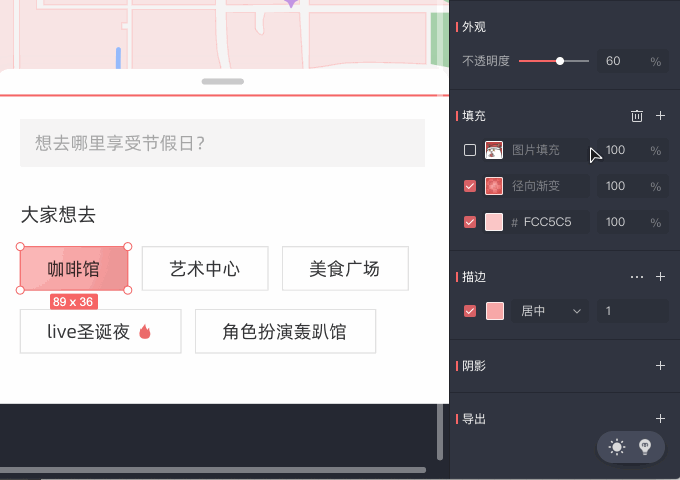 想去哪里享受节假日?
大家想去
咖啡馆
艺术中心
美食广场
89 x 36
live圣诞夜
角色扮演轰趴馆
外观
不透明度
60
%
填充
图片填充
100
%
径向渐变
100
%
# FCC5C5
100
%
描边
居中
1
阴影
导出